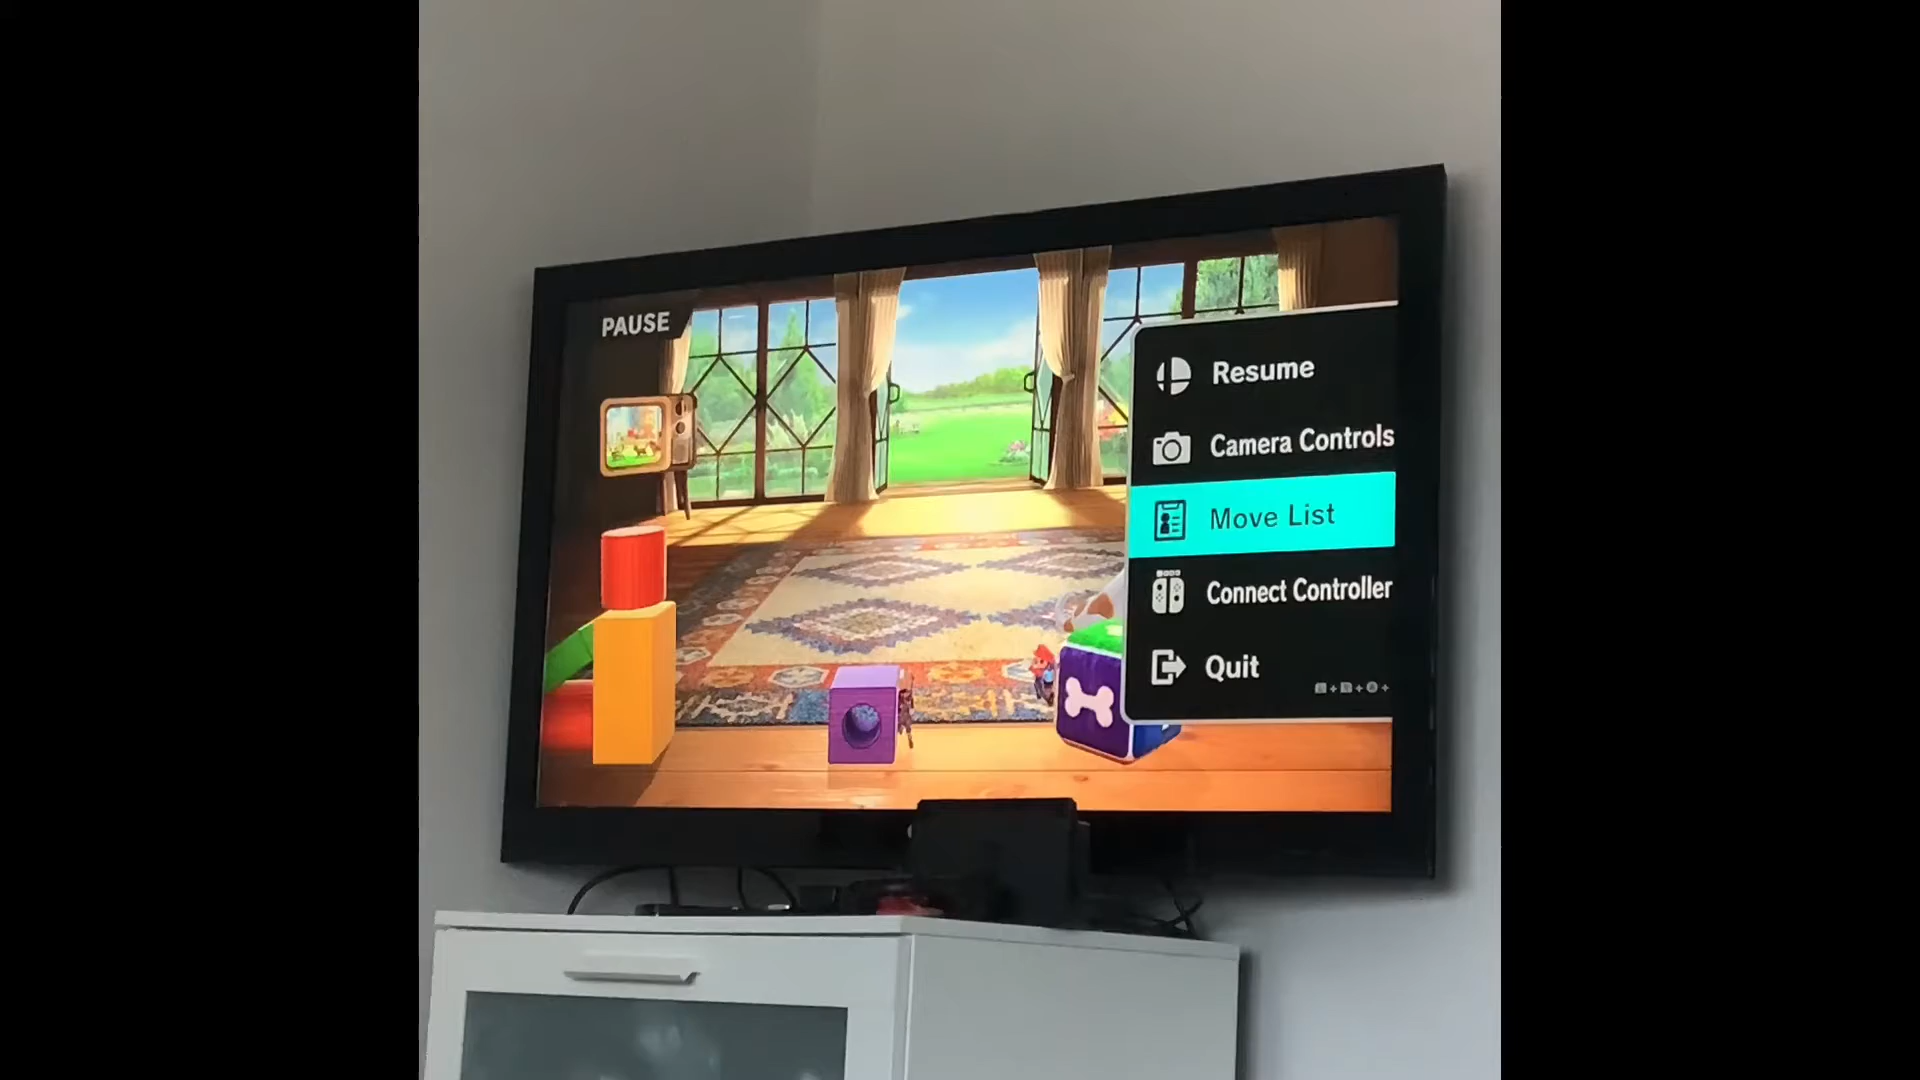 PAUSE
Resume
Camera Controls
Move List
Connect Controller
Quit